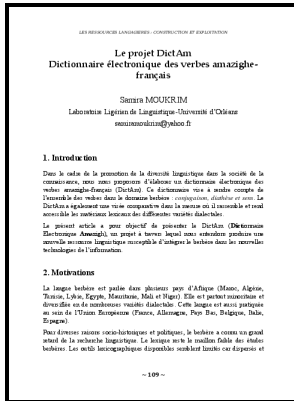 LES RESSOURCES LANGAGIERES : CONSTRUCTION ET EXPLOITATION
Le projet DictAm
Dictionnaire électronique des verbes amazighe-
français
Samira MOUKRIM
Laboratoire Ligérien de Linguistique-Université d'Orléans
samiramoukrim@yahoo.fr
1. Introduction
Dans le cadre de la promotion de la diversité linguistique dans la société de la
connaissance, nous nous proposons d'élaborer un dictionnaire électronique des
verbes amazighe-français (DictAm). Ce dictionnaire vise à rendre compte de
l'ensemble des verbes dans le domaine berbère : conjugaison, diathèse et sens. Le
DictAm a également une visée comparative dans la mesure où il rassemble et rend
accessible les matériaux lexicaux des différentes variétés dialectales.
Le présent article a pour objectif de présenter le DictAm (Dictionnaire
Electronique Amazigh), un projet à travers lequel nous entendons produire une
nouvelle ressource linguistique susceptible d'intégrer le berbère dans les nouvelles
technologies de l'information.
2. Motivations
La langue berbère est parlée dans plusieurs pays d'Afrique (Maroc, Algérie,
Tunisie, Lybie, Egypte, Mauritanie, Mali et Niger). Elle est partout minoritaire et
diversifiée en de nombreuses variétés dialectales. Cette langue est aussi pratiquée
au sein de l'Union Européenne (France, Allemagne, Pays Bas, Belgique, Italie,
Espagne).
Pour diverses raisons socio-historiques et politiques, le berbère a connu un grand
retard de la recherche linguistique. Le lexique reste le maillon faible des études
berbères. Les outils lexicographiques disponibles semblent limités car dispersés et
~ 109 ~